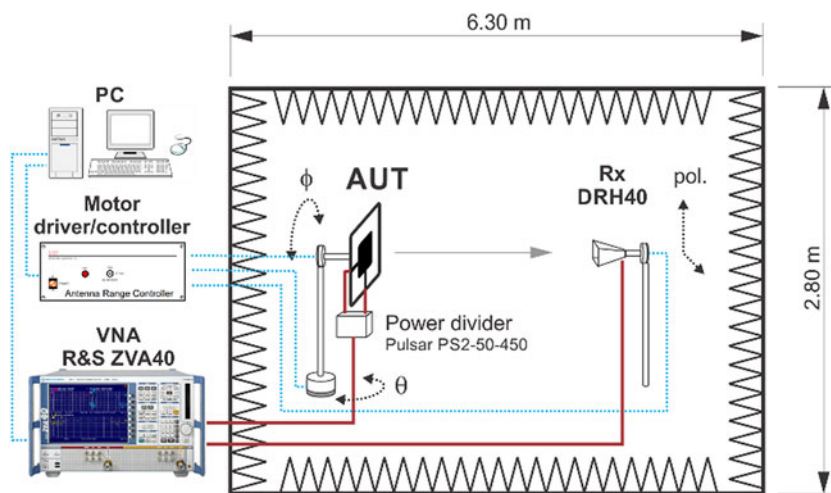 6.30 m
PC
Motor
driver/controller
Antenna Range Controller
VNA
R&S ZVA40
ϕ
AUT
Power divider
Pulsar PS2-50-450
θ
Rx
DRH40
pol.
2.80 m